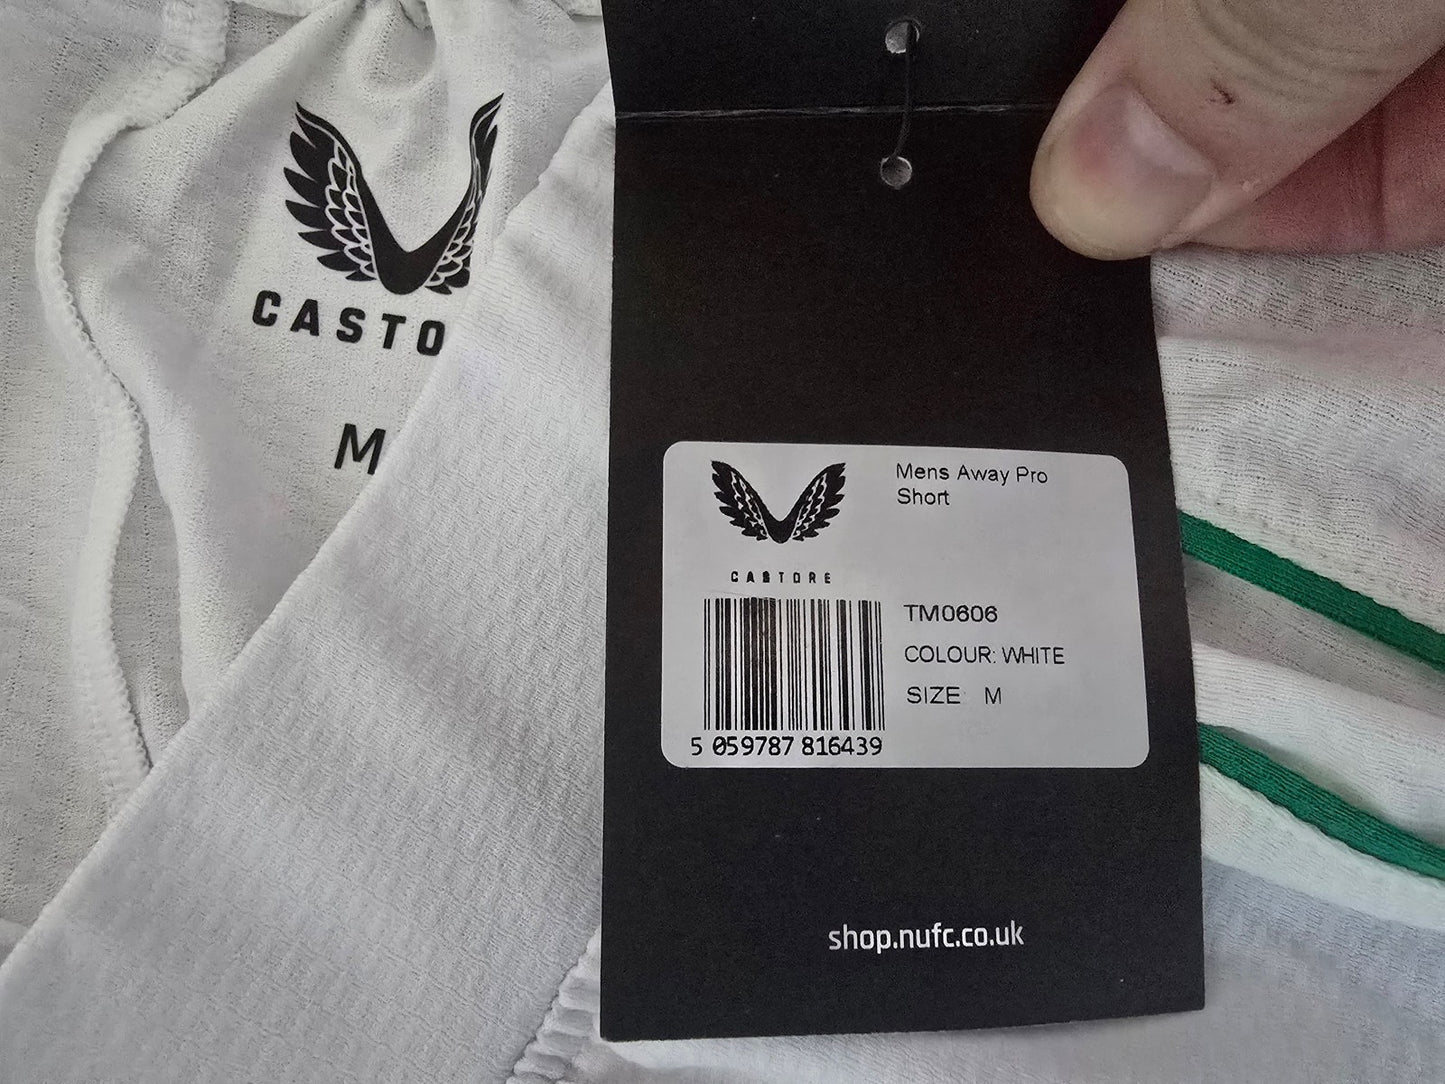 CASTO
M
Mens Away Pro
Short
CASTORE
TM0606
COLOUR: WHITE
SIZE M
5 059787 816439
shop.nufc.co.uk